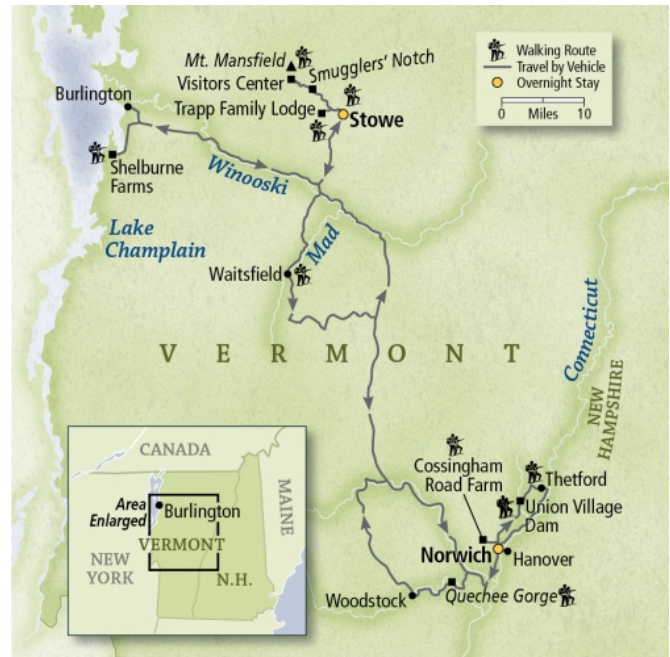 Mt. Mansfield
Visitors Center
Smugglers' Notch
Trapp Family Lodge
Stowe
Burlington
Shelburne
Farms
Winooski
Lake
Champlain
Mad
Waitsfield
VERMONT
Connecticut
NEW
HAMPSHIRE
Cossingham
Road Farm
Thetford
Union Village
Dam
Norwich
Hanover
Woodstock
Quechee Gorge
Walking Route
Travel by Vehicle
Overnight Stay
0 10
Miles
CANADA
Area
Enlarged
Burlington
VERMONT
NEW
YORK
N.H.
MAINE